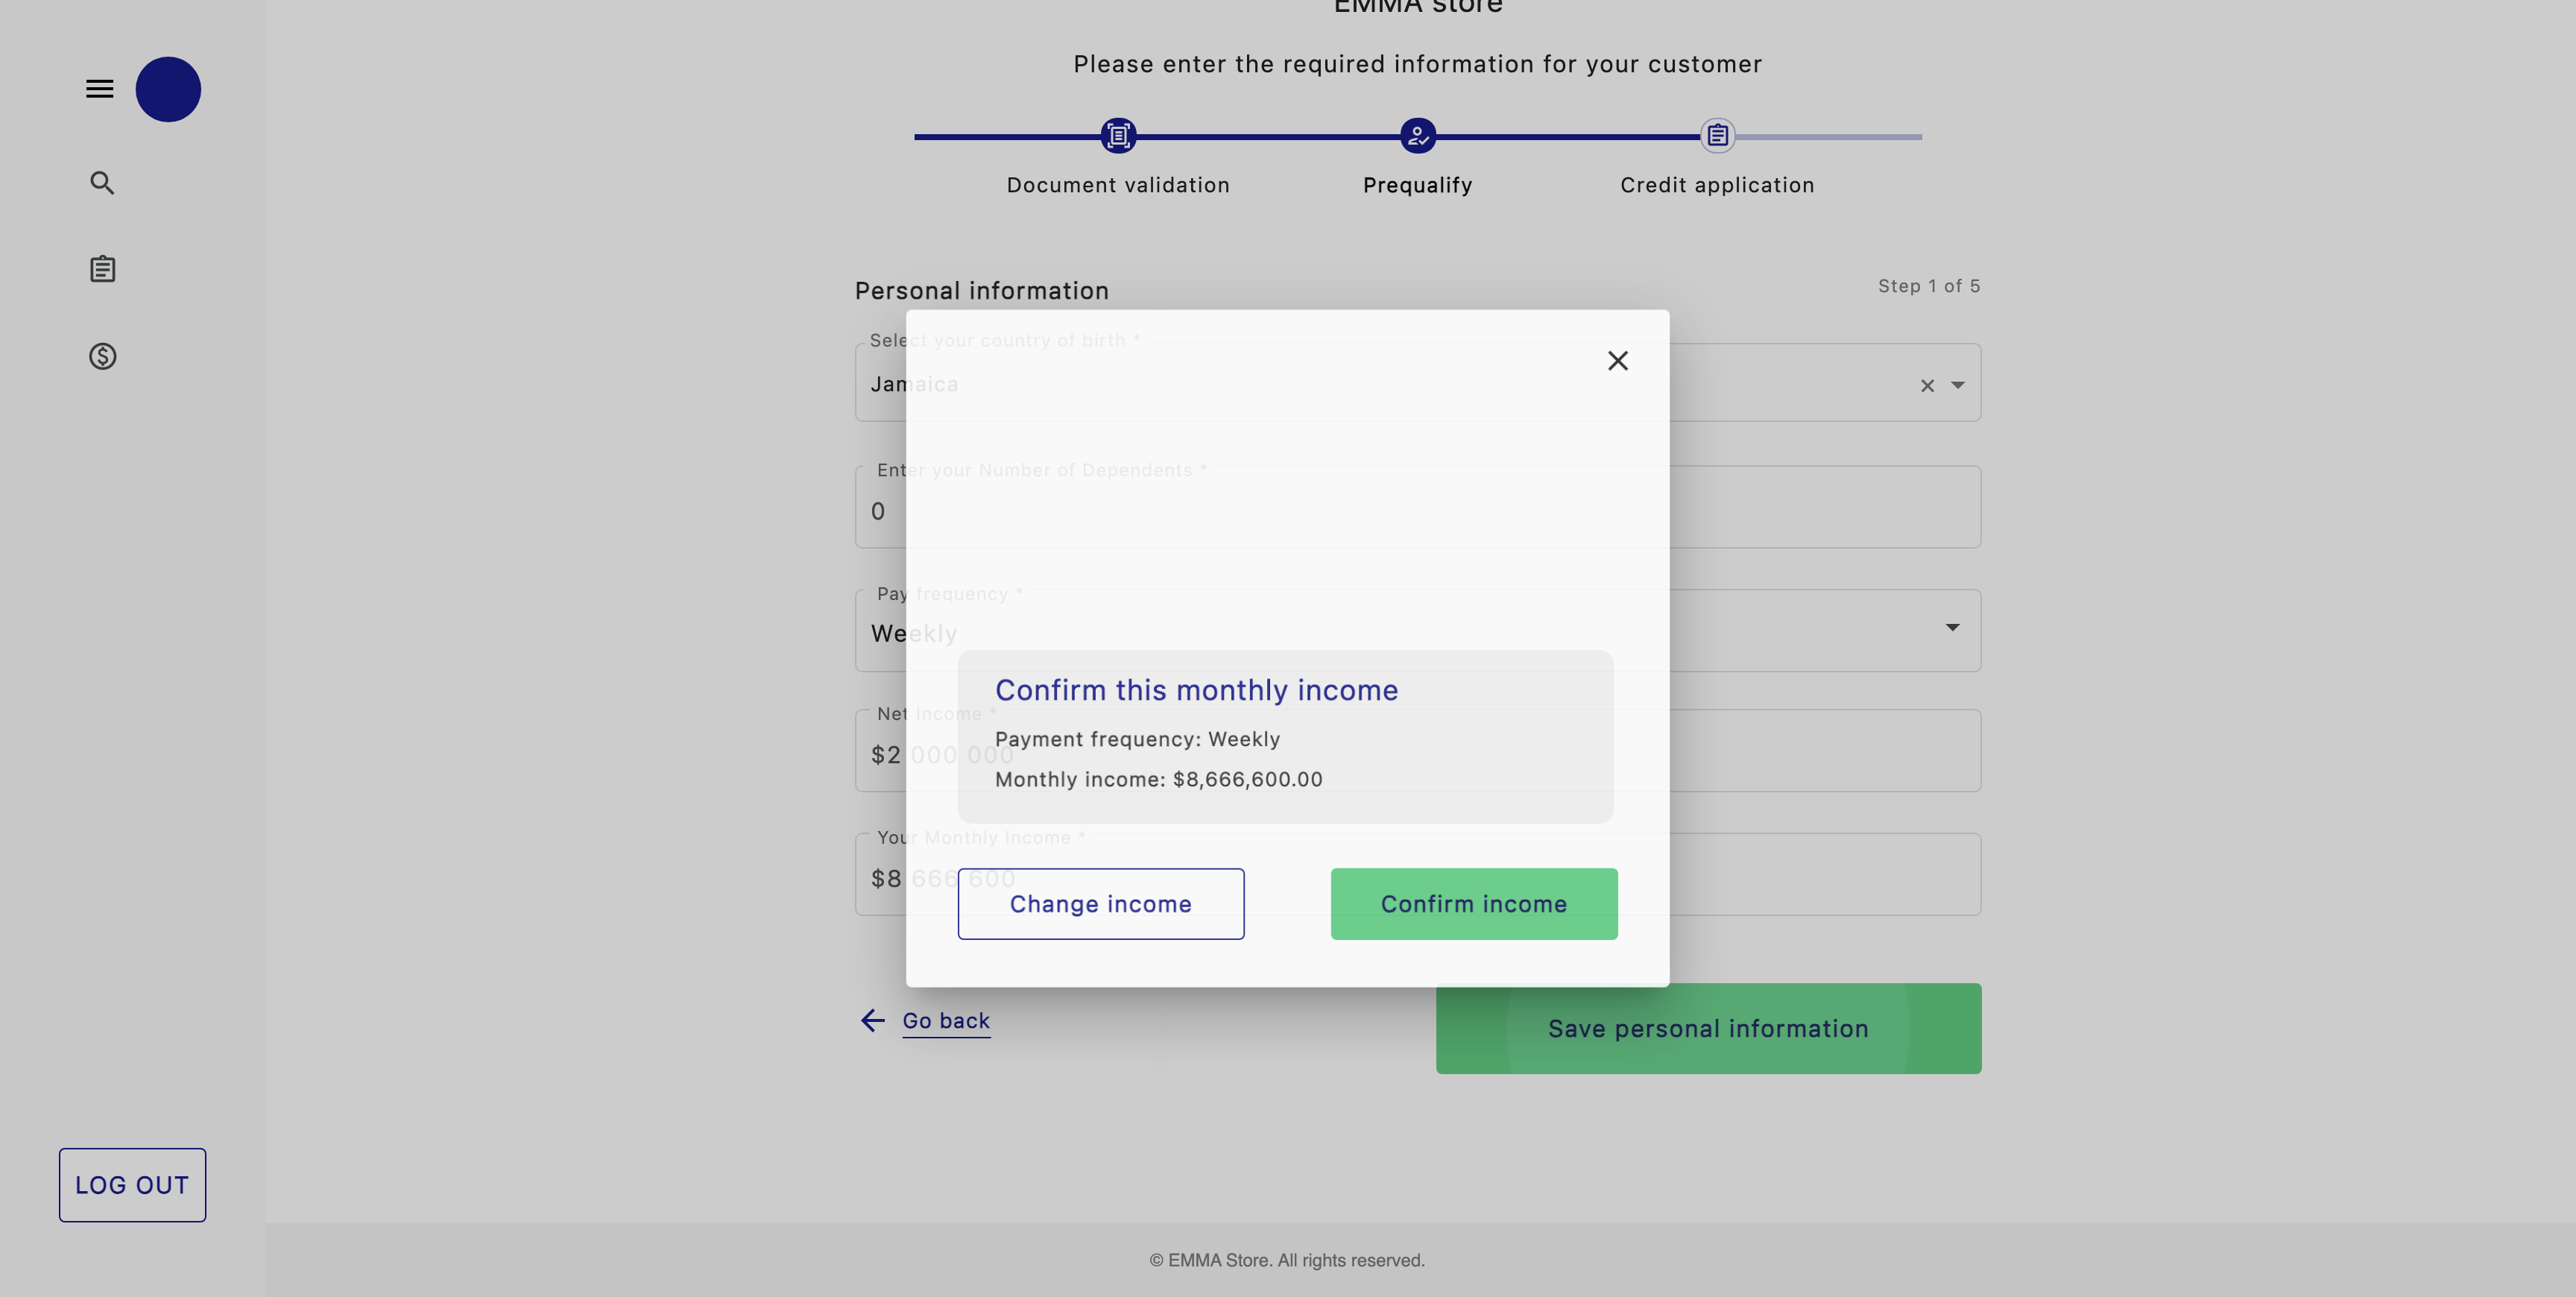 EMMA store
Please enter the required information for your customer
Document validation
Prequalify
Credit application
Personal information
Step 1 of 5
Select your country of birth *
Jamaica
Enter your Number of Dependents *
0
Pay frequency *
Weekly
Confirm this monthly income
Net Income *
Payment frequency: Weekly
$2 000 000
Monthly income: $8,666,600.00
Your Monthly Income *
$8 666 600
Change income
Confirm income
Go back
Save personal information
LOG OUT
© EMMA Store. All rights reserved.